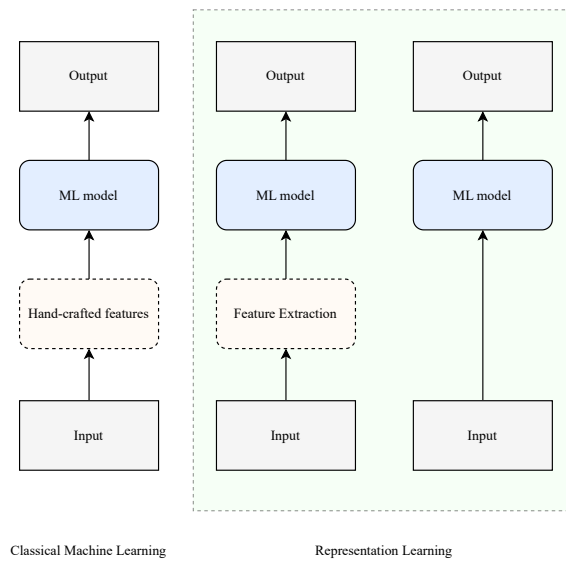 Output
Output
Output
ML model
ML model
ML model
Hand-crafted features
Feature Extraction
Input
Input
Input
Classical Machine Learning
Representation Learning